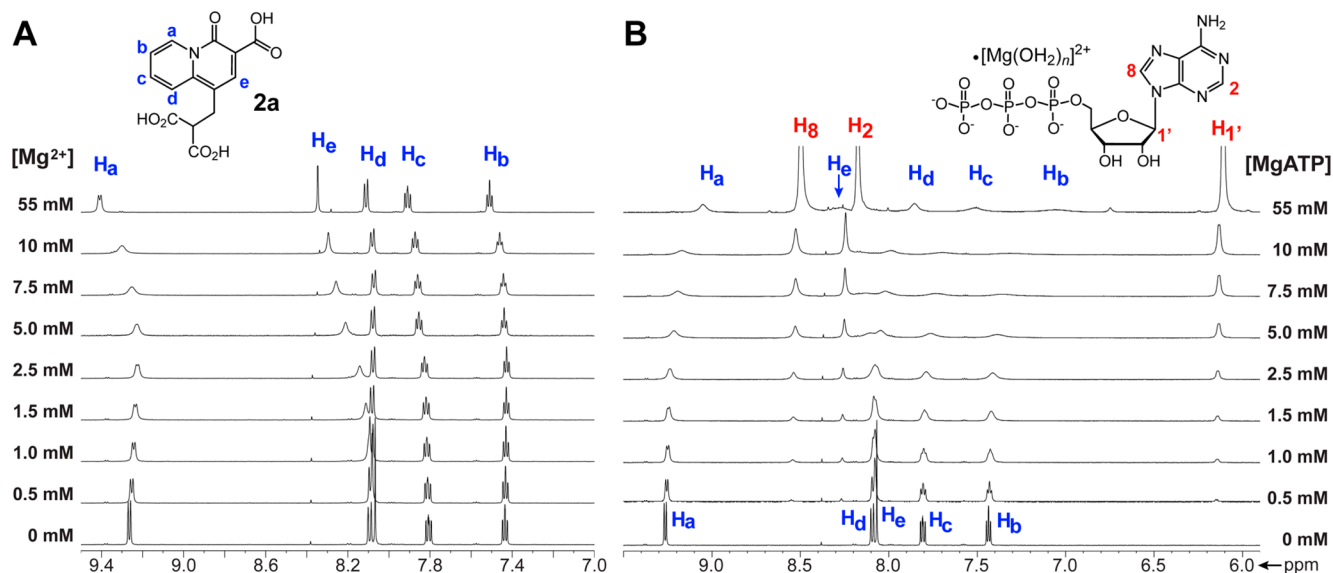 A
O OH
a
b N O
c e
d 2a
HO₂C
CO₂H
[Mg²⁺]
Ha He Hd Hc Hb
55 mM
10 mM
7.5 mM
5.0 mM
2.5 mM
1.5 mM
1.0 mM
0.5 mM
0 mM
9.4 9.0 8.6 8.2 7.8 7.4 7.0
B
NH₂
•[Mg(OH₂)n]²⁺
N N
8 2
N N
O O O
⁻O P O P O P O
O⁻ O⁻ O⁻
O 1'
OH OH
H8 H2 H1'
[MgATP]
Ha He Hd Hc Hb
55 mM
10 mM
7.5 mM
5.0 mM
2.5 mM
1.5 mM
1.0 mM
0.5 mM
Ha Hd He Hc Hb
0 mM
9.0 8.5 8.0 7.5 7.0 6.5 6.0 ppm